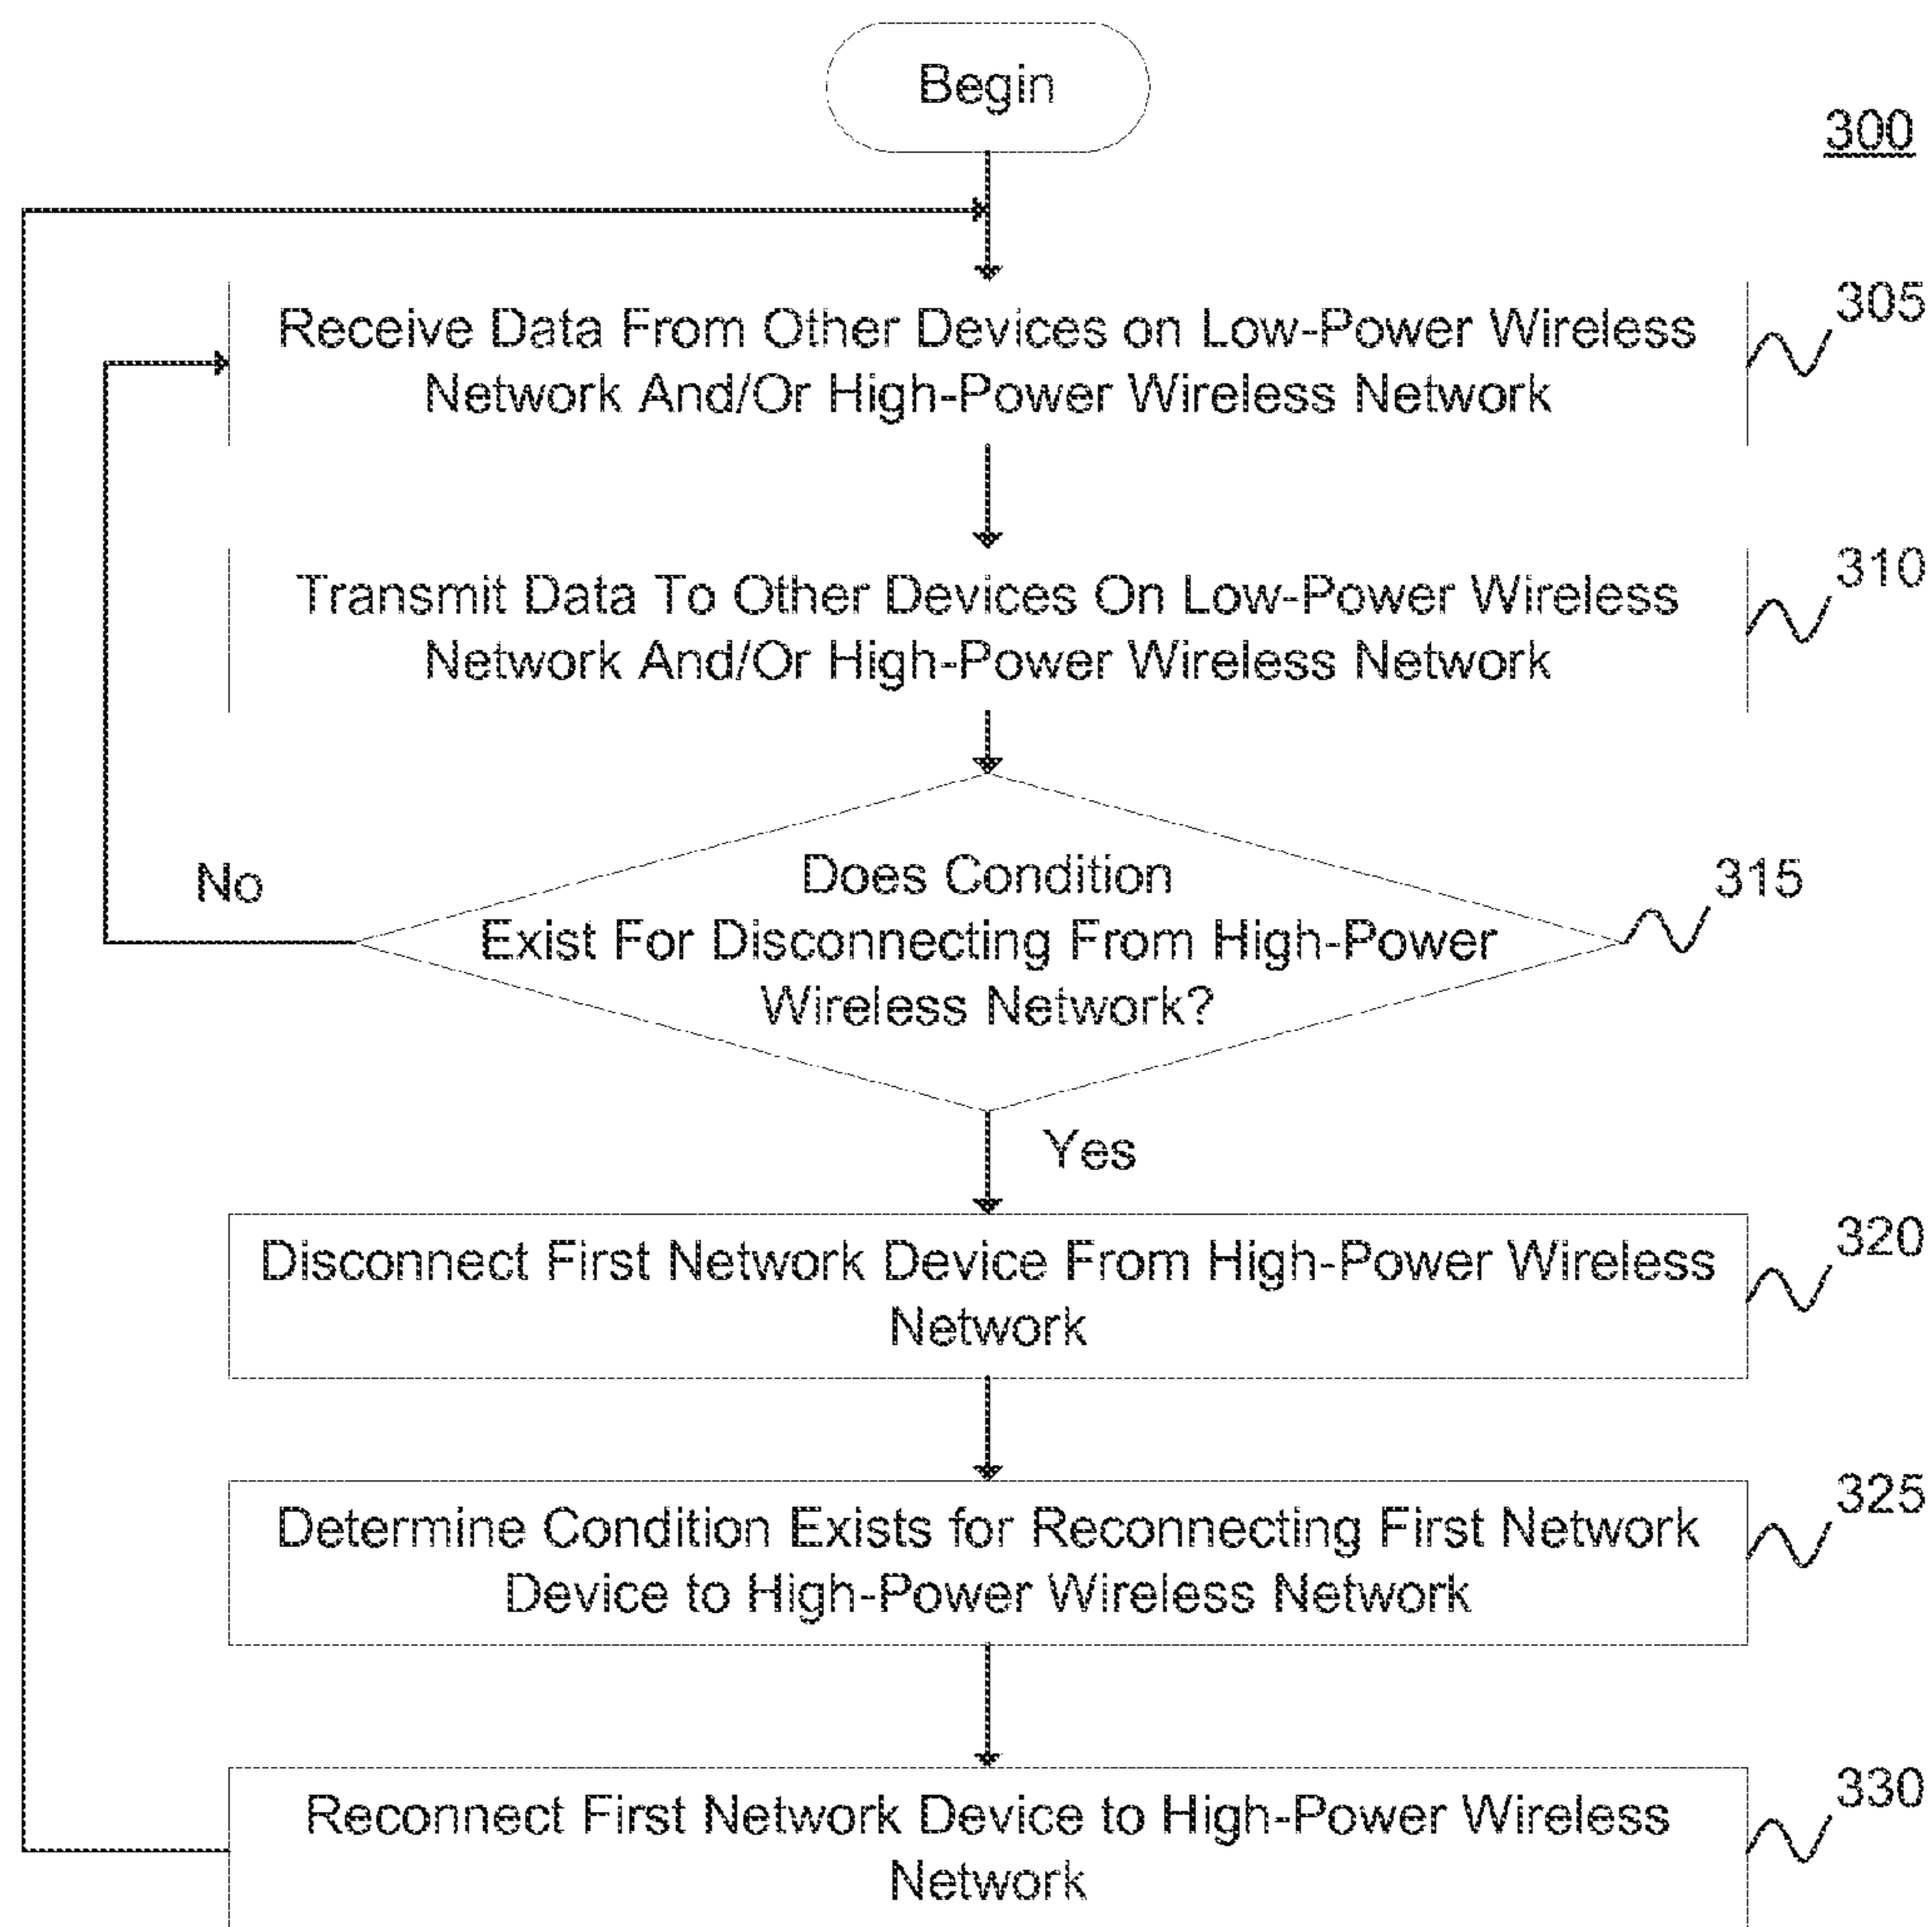 Begin
300
Receive Data From Other Devices on Low-Power Wireless
Network And/Or High-Power Wireless Network
305
Transmit Data To Other Devices On Low-Power Wireless
Network And/Or High-Power Wireless Network
310
Does Condition
Exist For Disconnecting From High-Power
Wireless Network?
315
No
Yes
Disconnect First Network Device From High-Power Wireless
Network
320
Determine Condition Exists for Reconnecting First Network
Device to High-Power Wireless Network
325
Reconnect First Network Device to High-Power Wireless
Network
330